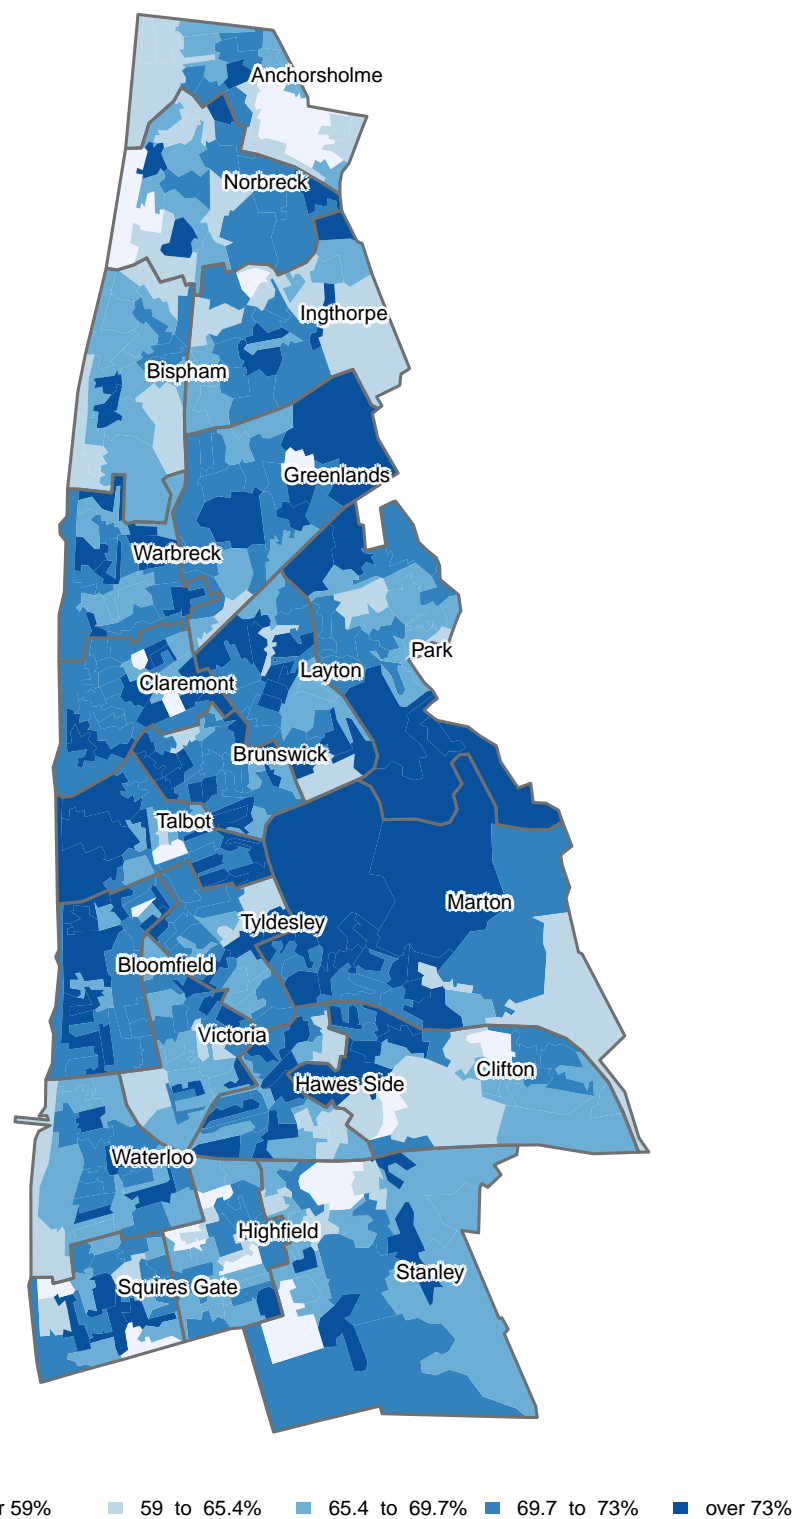 Anchorsholme
Norbreck
Ingthorpe
Bispham
Greenlands
Warbreck
Park
Layton
Claremont
Brunswick
Talbot
Marton
Tyldesley
Bloomfield
Victoria
Clifton
Hawes Side
Waterloo
Highfield
Stanley
Squires Gate
r 59% 59 to 65.4% 65.4 to 69.7% 69.7 to 73% over 73%